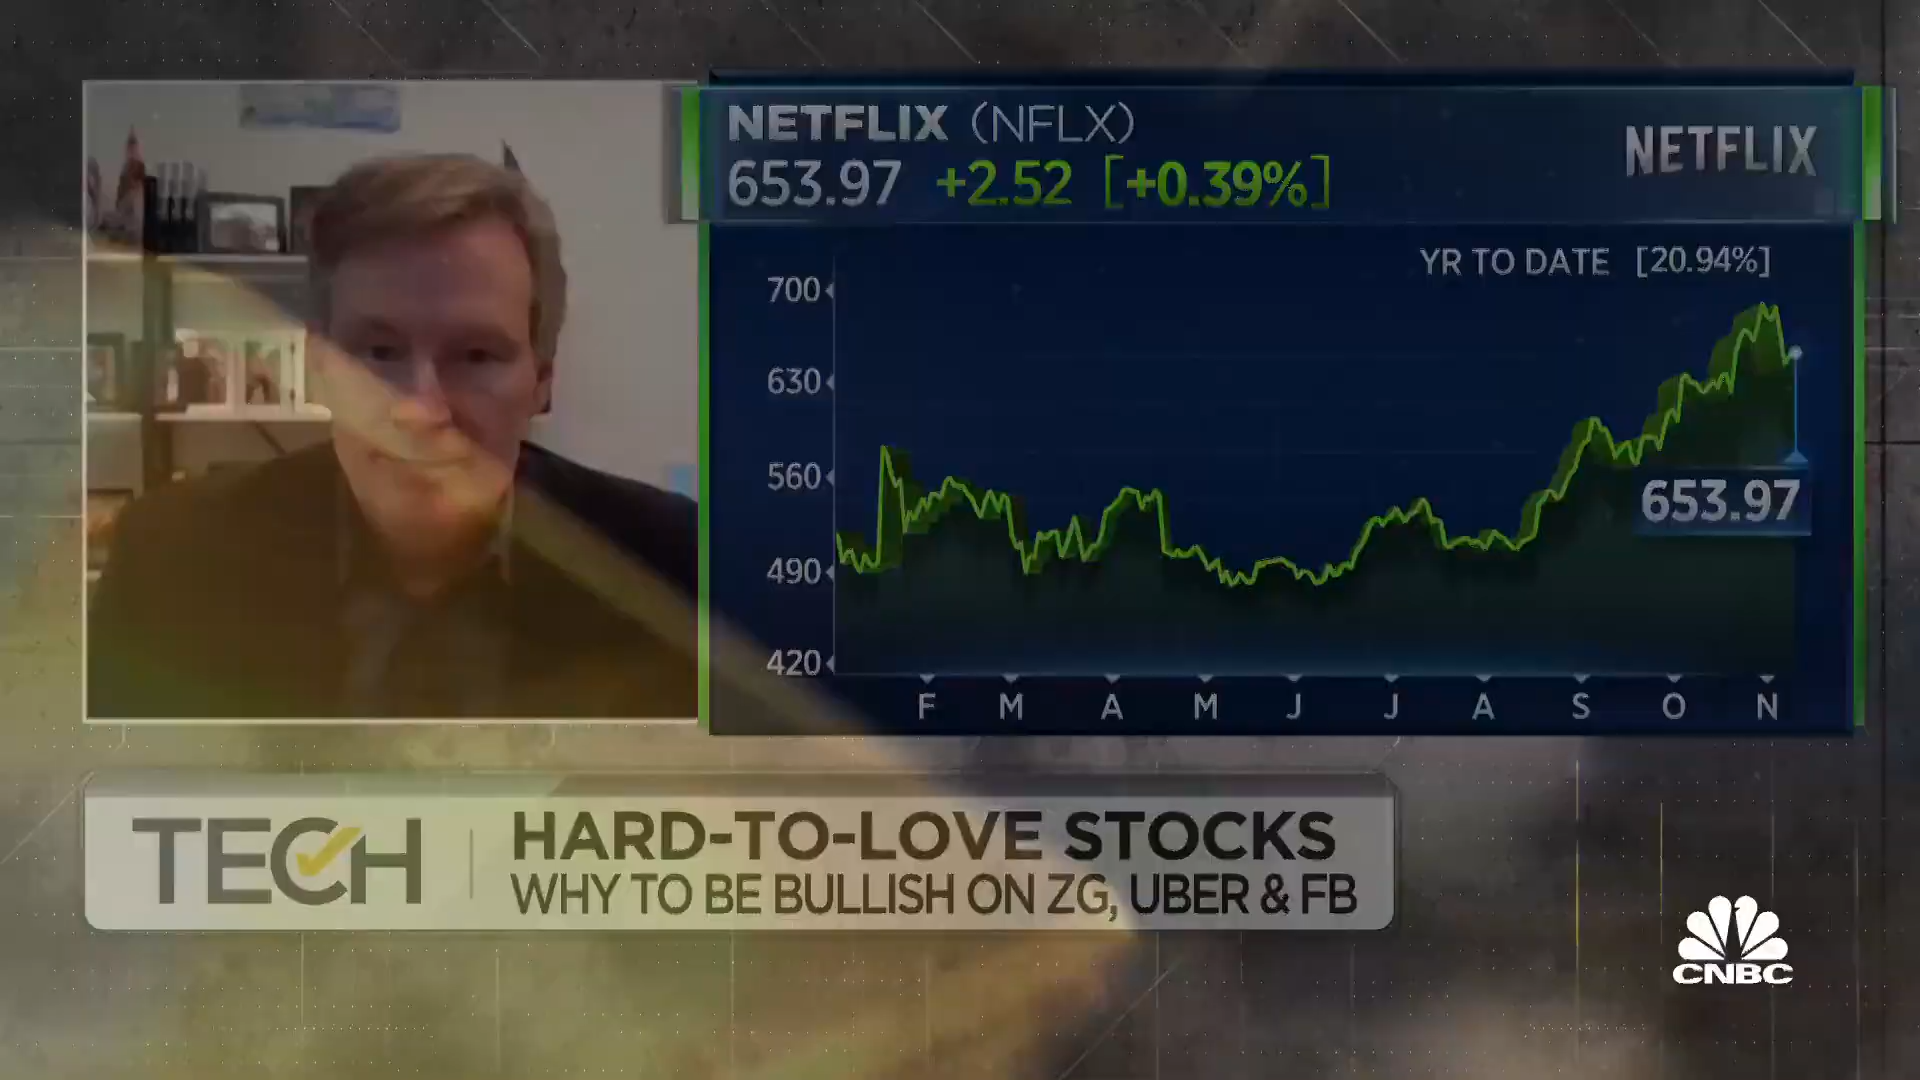 NETFLIX (NFLX)
653.97 +2.52 [+0.39%]
NETFLIX
YR TO DATE [20.94%]
700
630
560
490
420
653.97
F M A M J J A S O N
TECH
HARD-TO-LOVE STOCKS
WHY TO BE BULLISH ON ZG, UBER & FB
CNBC